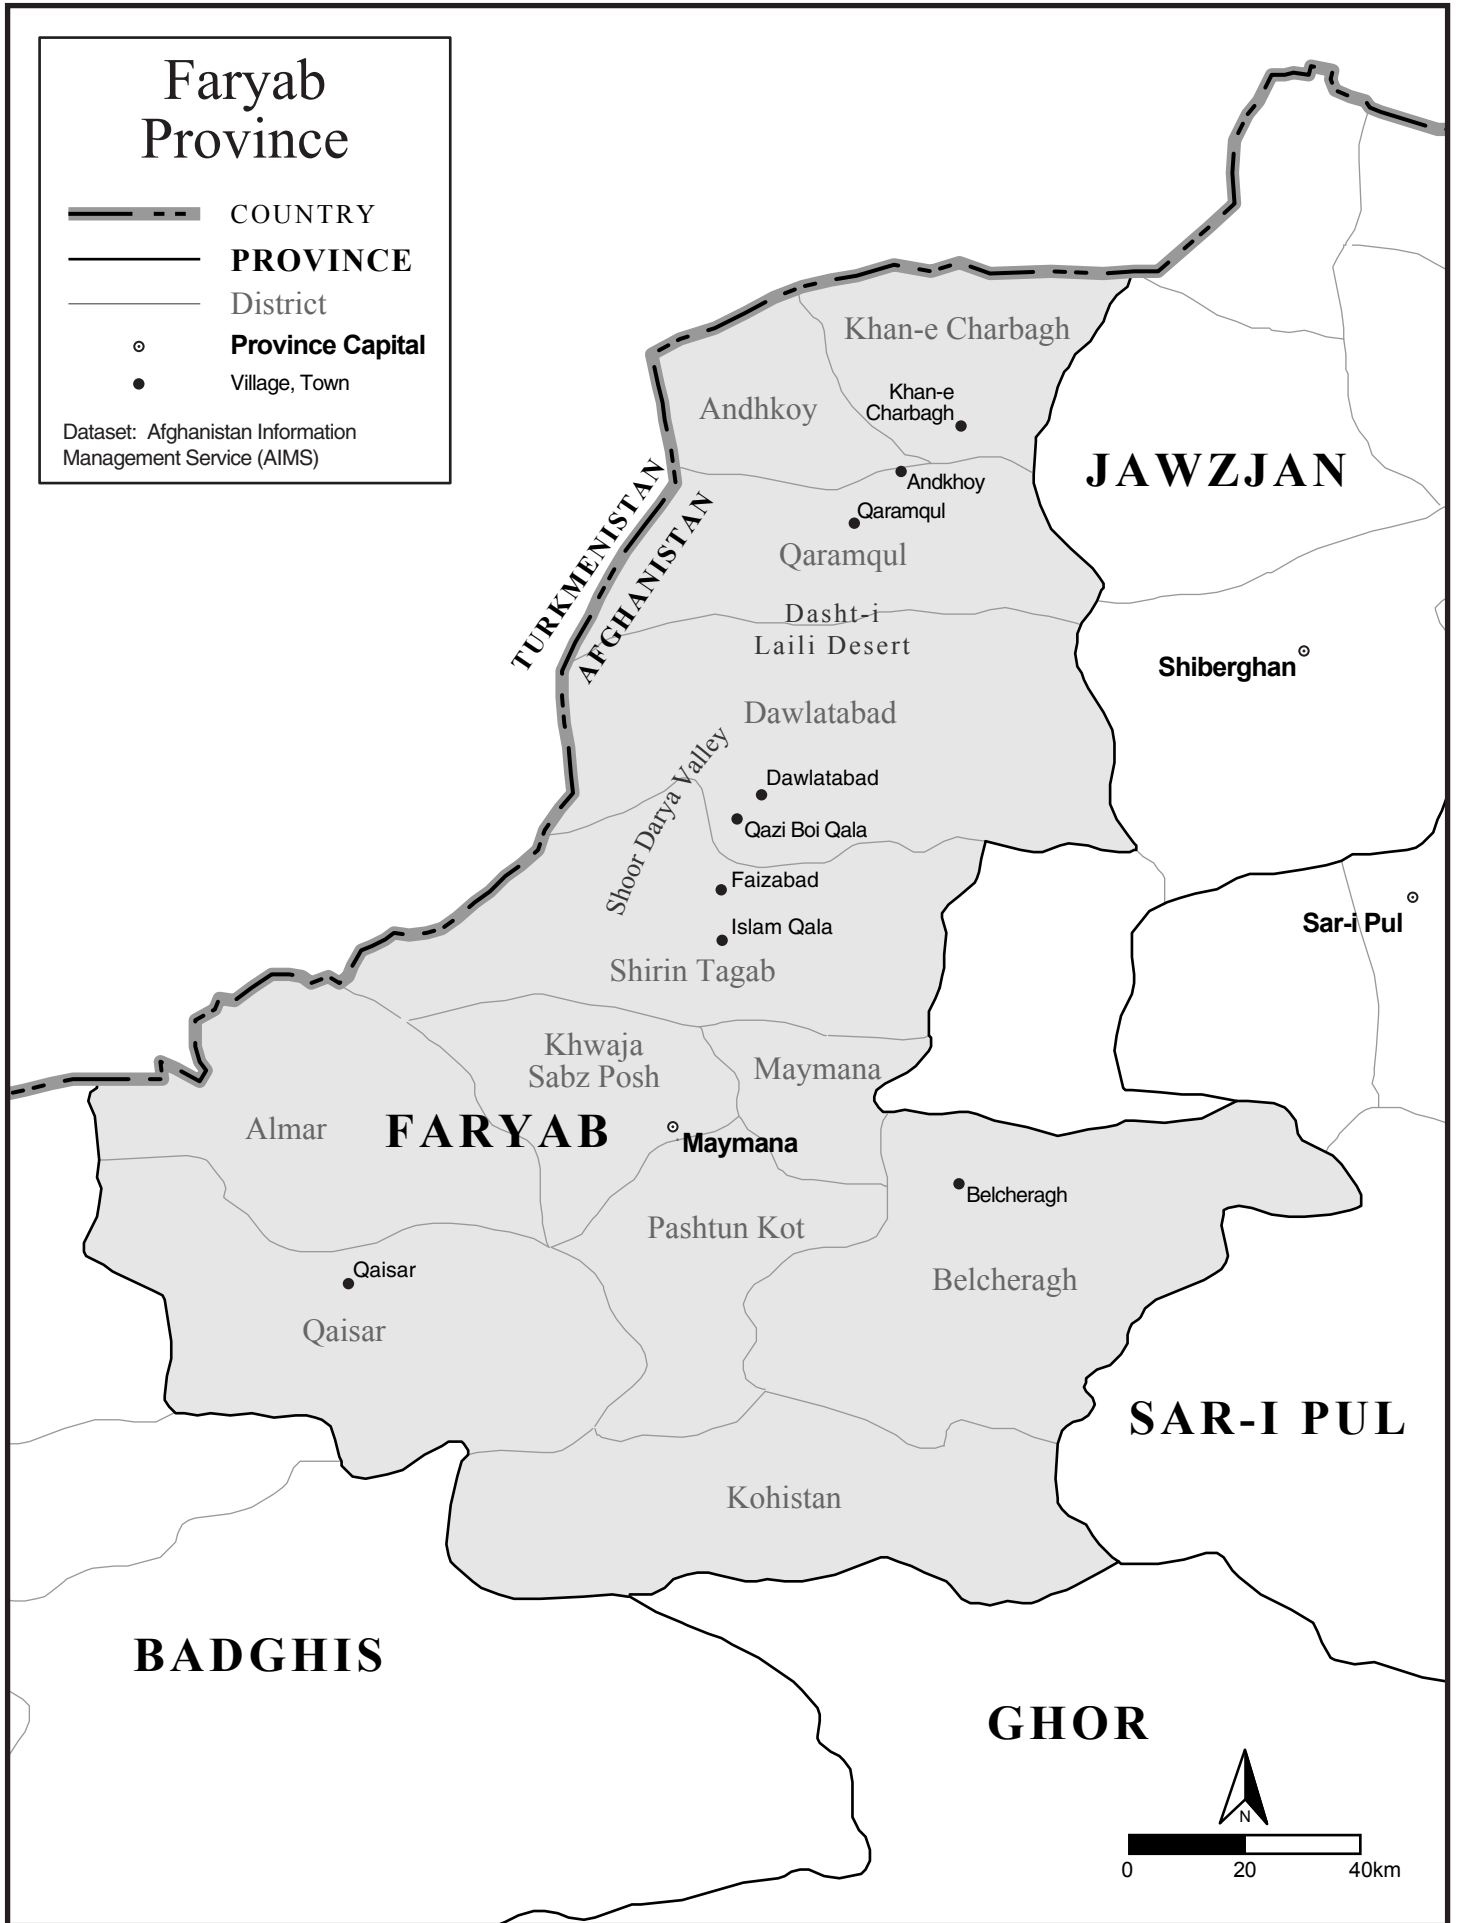 Faryab
Province
COUNTRY
PROVINCE
District
Province Capital
Village, Town
Dataset: Afghanistan Information
Management Service (AIMS)
Khan-e Charbagh
Khan-e
Charbagh
Andhkoy
JAWZJAN
Andkhoy
Qaramqul
Qaramqul
TURKMENISTAN
AFGHANISTAN
Dasht-i
Laili Desert
Shiberghan
Dawlatabad
Shoor Darya Valley
Dawlatabad
Qazi Boi Qala
Faizabad
Islam Qala
Sar-i Pul
Shirin Tagab
Khwaja
Sabz Posh
Maymana
Almar
FARYAB
Maymana
Belcheragh
Pashtun Kot
Qaisar
Belcheragh
Qaisar
SAR-I PUL
Kohistan
BADGHIS
GHOR
N
0 20 40km